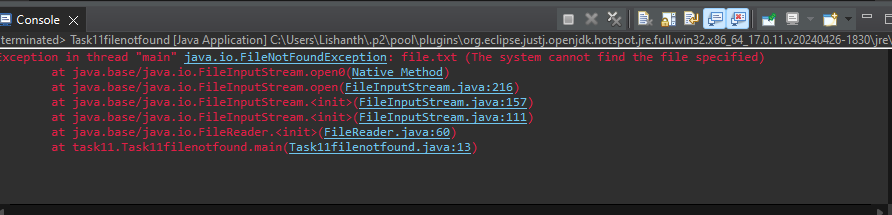 Console
terminated> Task11filenotfound [Java Application] C:\Users\Lishanth\.p2\pool\plugins\org.eclipse.justj.openjdk.hotspot.jre.full.win32.x86_64_17.0.11.v20240426-1830\jre\
Exception in thread "main" java.io.FileNotFoundException: file.txt (The system cannot find the file specified)
at java.base/java.io.FileInputStream.open0(Native Method)
at java.base/java.io.FileInputStream.open(FileInputStream.java:216)
at java.base/java.io.FileInputStream.<init>(FileInputStream.java:157)
at java.base/java.io.FileInputStream.<init>(FileInputStream.java:111)
at java.base/java.io.FileReader.<init>(FileReader.java:60)
at task11.Task11filenotfound.main(Task11filenotfound.java:13)